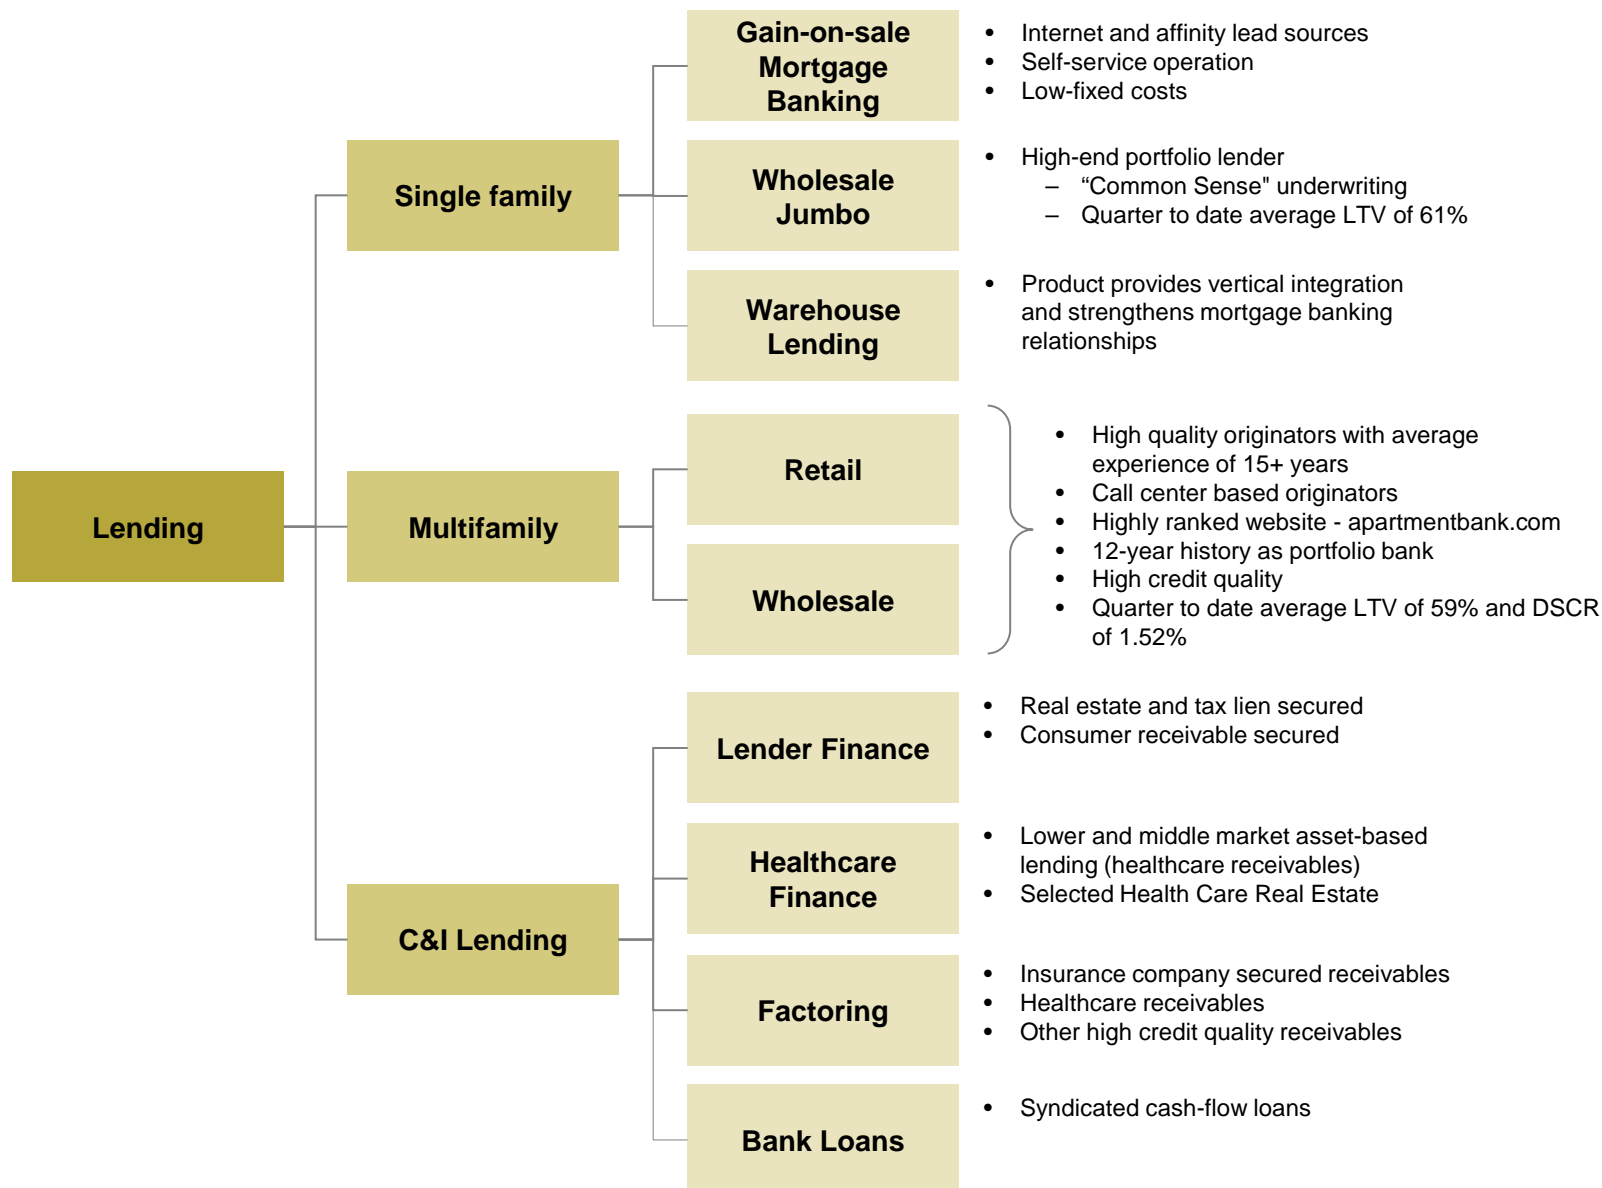 Gain-on-sale
Mortgage
Banking
• Internet and affinity lead sources
• Self-service operation
• Low-fixed costs
Single family
Wholesale
Jumbo
• High-end portfolio lender
– “Common Sense" underwriting
– Quarter to date average LTV of 61%
Warehouse
Lending
• Product provides vertical integration
and strengthens mortgage banking
relationships
Lending
Multifamily
Retail
Wholesale
• High quality originators with average
experience of 15+ years
• Call center based originators
• Highly ranked website - apartmentbank.com
• 12-year history as portfolio bank
• High credit quality
• Quarter to date average LTV of 59% and DSCR
of 1.52%
C&I Lending
Lender Finance
• Real estate and tax lien secured
• Consumer receivable secured
Healthcare
Finance
• Lower and middle market asset-based
lending (healthcare receivables)
• Selected Health Care Real Estate
Factoring
• Insurance company secured receivables
• Healthcare receivables
• Other high credit quality receivables
Bank Loans
• Syndicated cash-flow loans